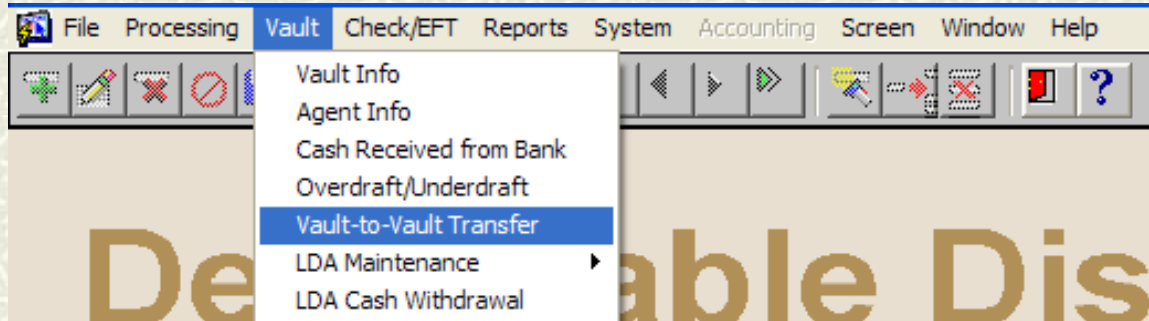 File Processing Vault Check/EFT Reports System Accounting Screen Window Help
Vault Info
Agent Info
Cash Received from Bank
Overdraft/Underdraft
Vault-to-Vault Transfer
LDA Maintenance
LDA Cash Withdrawal
De able Dis